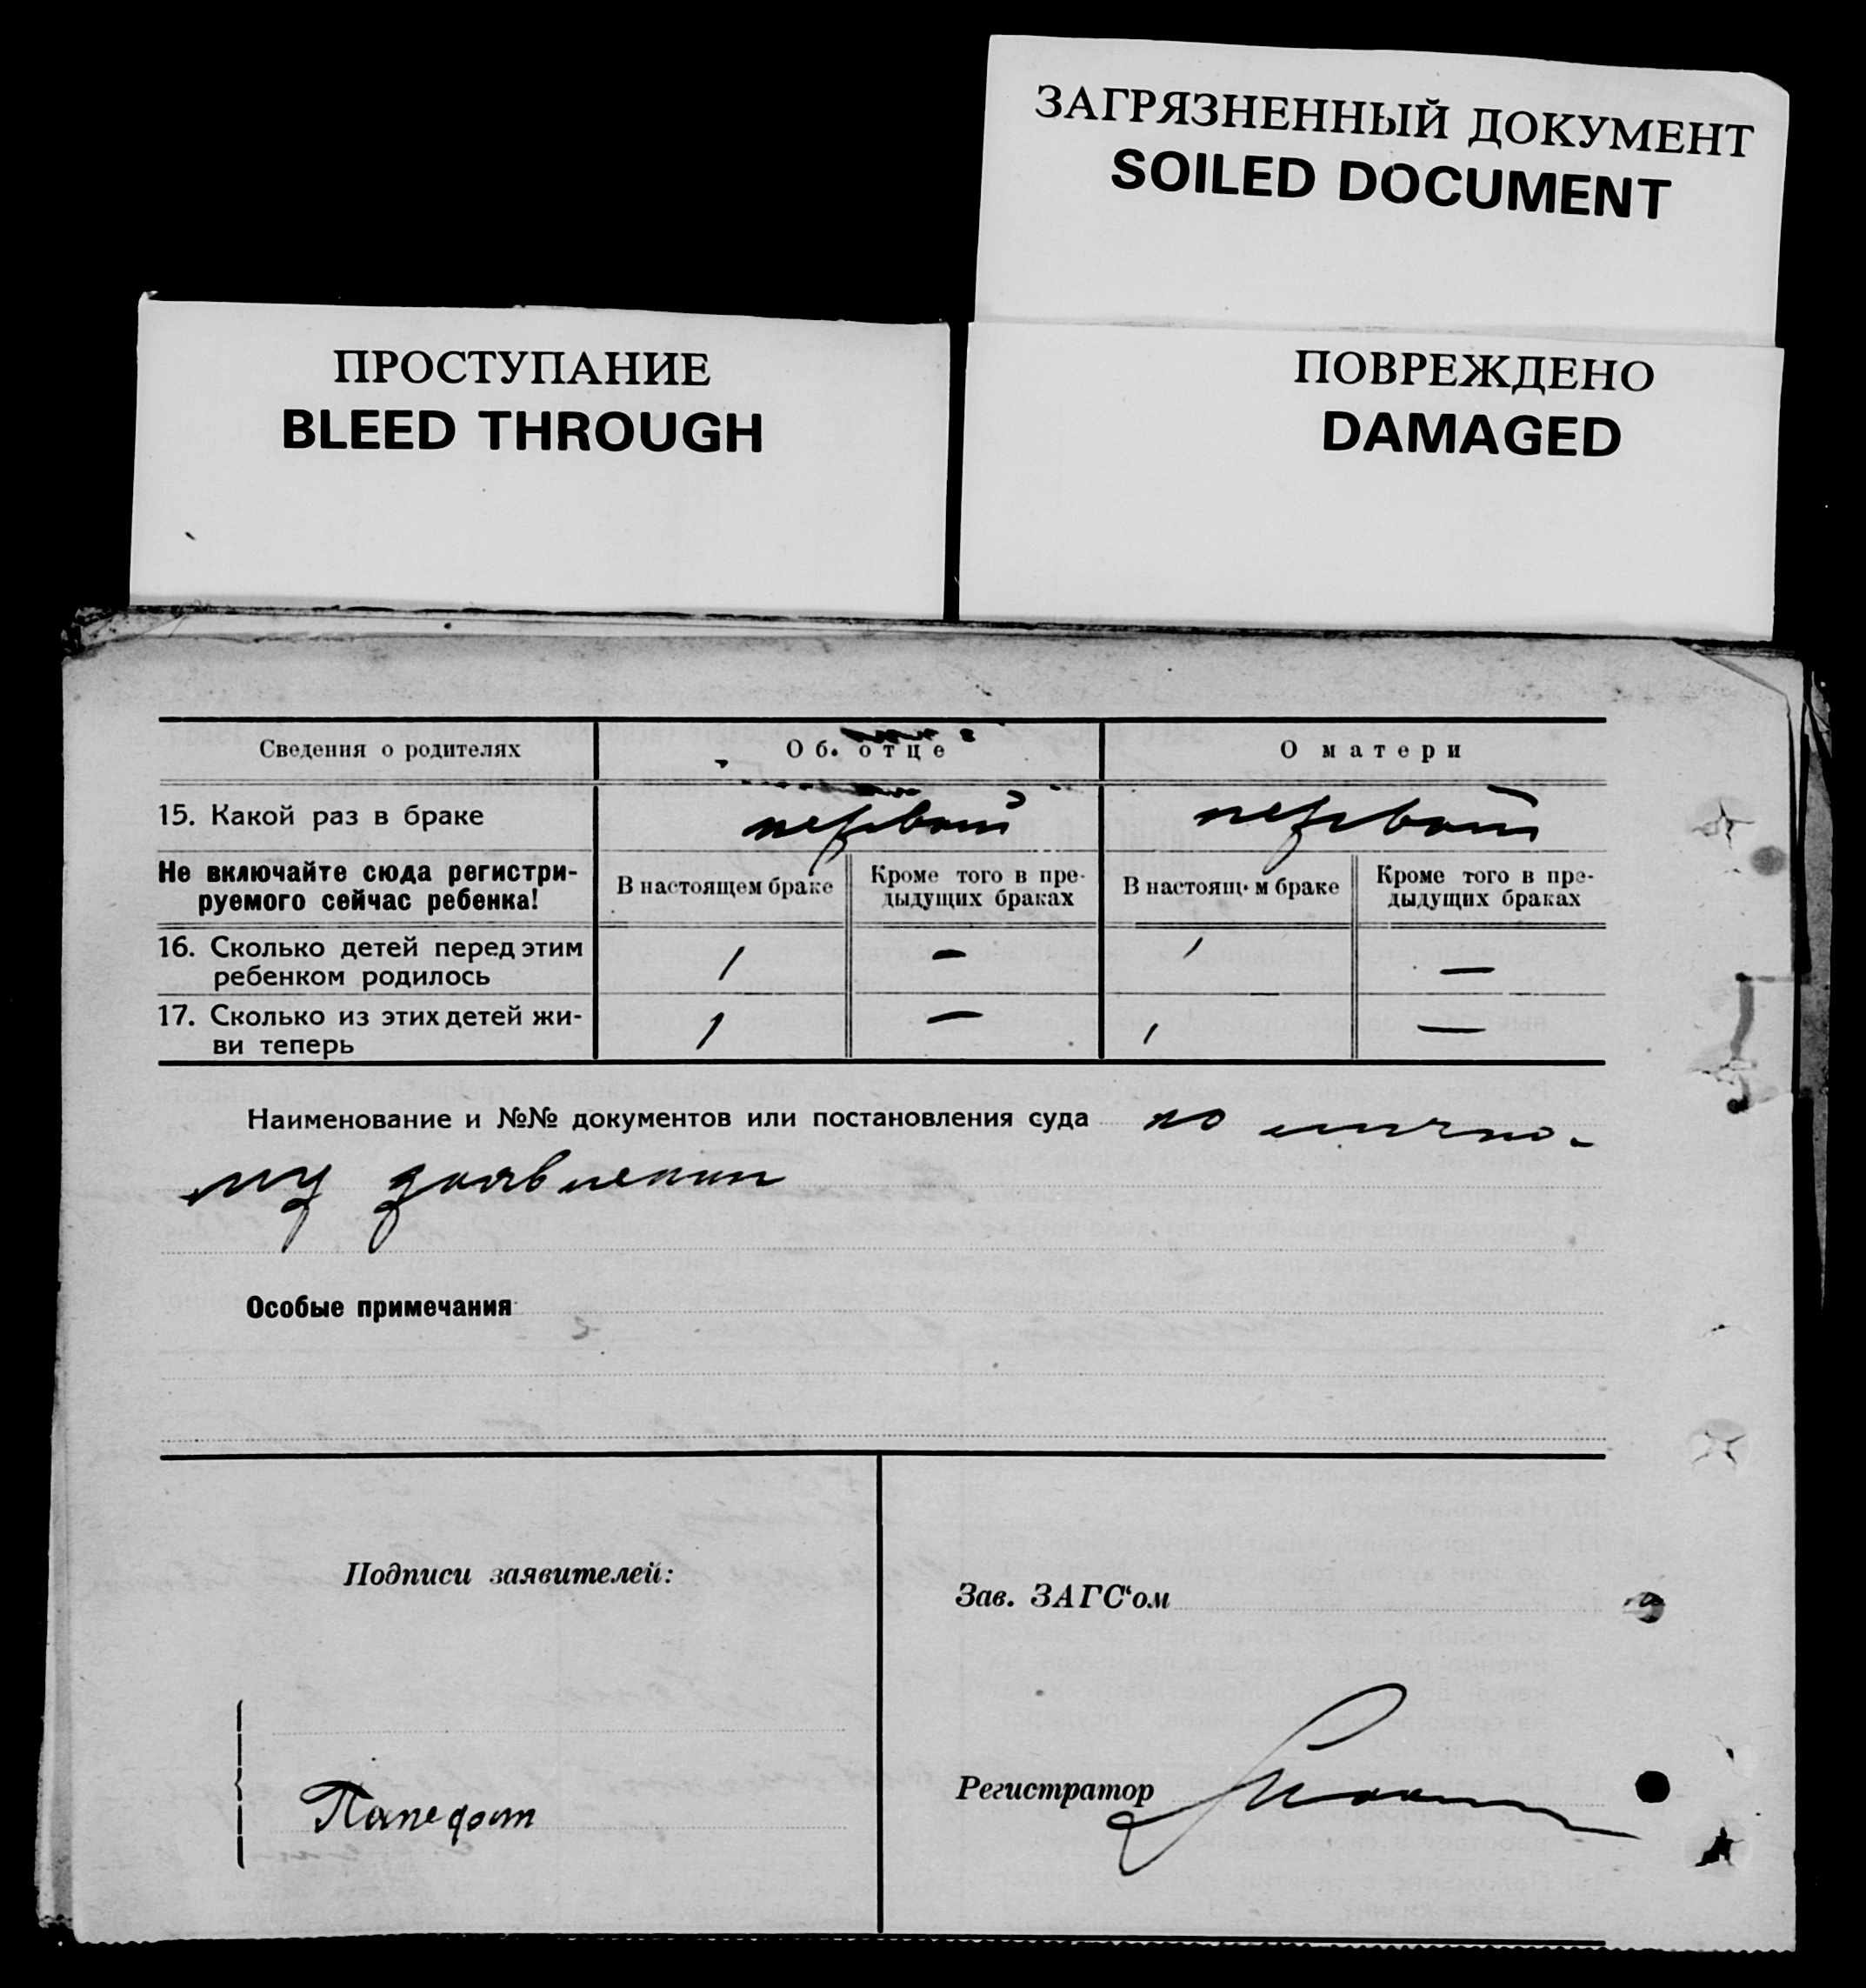 ЗАГРЯЗНЕННЫЙ ДОКУМЕНТ
SOILED DOCUMENT
ПРОСТУПАНИЕ
BLEED THROUGH
ПОВРЕЖДЕНО
DAMAGED
Сведения о родителях Об. отце О матери
15. Какой раз в браке первый первый
Не включайте сюда регистри-
руемого сейчас ребенка!
В настоящем браке
Кроме того в пре-
дыдущих браках
В настоящ. м браке
Кроме того в пре-
дыдущих браках
16. Сколько детей перед этим
ребенком родилось 1 — 1 —
17. Сколько из этих детей жи-
ви теперь 1 — 1 —
Наименование и №№ документов или постановления суда по лично-
му заявлении
Особые примечания
Подписи заявителей:
Зав. ЗАГС‘ом
Регистратор